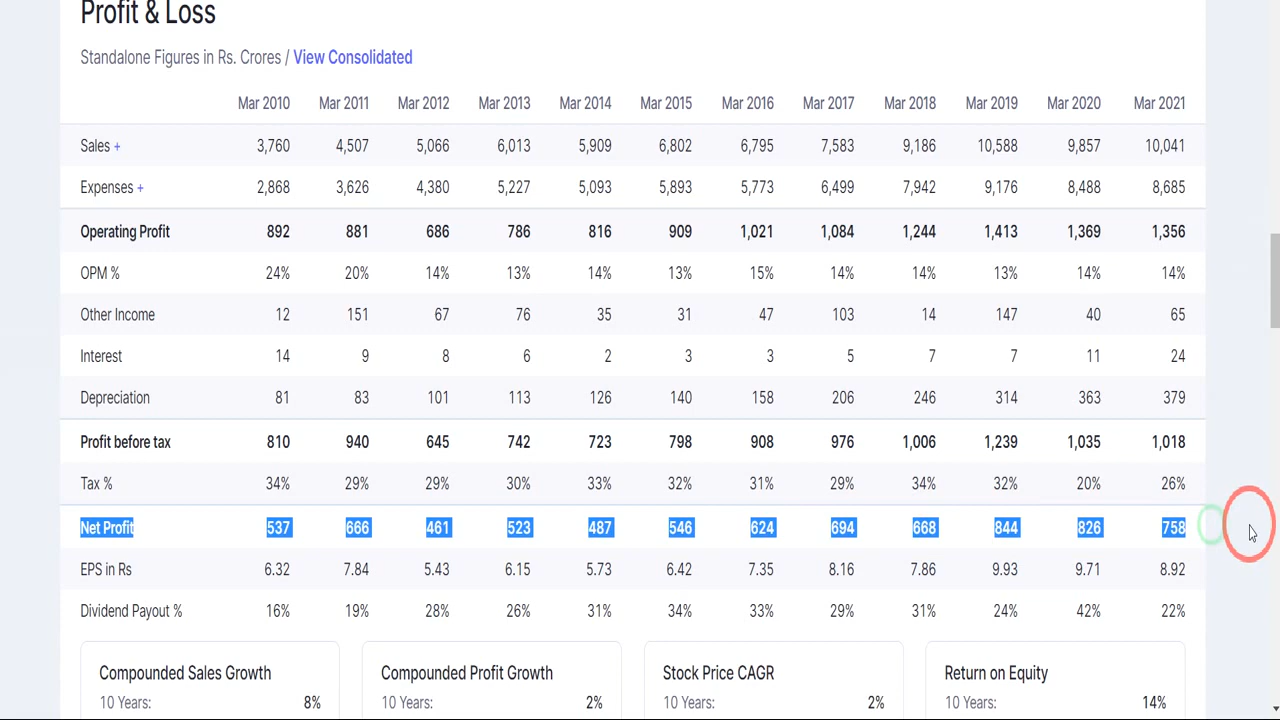 Profit & Loss
Standalone Figures in Rs. Crores / View Consolidated
Mar 2010 Mar 2011 Mar 2012 Mar 2013 Mar 2014 Mar 2015 Mar 2016 Mar 2017 Mar 2018 Mar 2019 Mar 2020 Mar 2021
Sales + 3,760 4,507 5,066 6,013 5,909 6,802 6,795 7,583 9,186 10,588 9,857 10,041
Expenses + 2,868 3,626 4,380 5,227 5,093 5,893 5,773 6,499 7,942 9,176 8,488 8,685
Operating Profit 892 881 686 786 816 909 1,021 1,084 1,244 1,413 1,369 1,356
OPM % 24% 20% 14% 13% 14% 13% 15% 14% 14% 13% 14% 14%
Other Income 12 151 67 76 35 31 47 103 14 147 40 65
Interest 14 9 8 6 2 3 3 5 7 7 11 24
Depreciation 81 83 101 113 126 140 158 206 246 314 363 379
Profit before tax 810 940 645 742 723 798 908 976 1,006 1,239 1,035 1,018
Tax % 34% 29% 29% 30% 33% 32% 31% 29% 34% 32% 20% 26%
Net Profit 537 666 461 523 487 546 624 694 668 844 826 758
EPS in Rs 6.32 7.84 5.43 6.15 5.73 6.42 7.35 8.16 7.86 9.93 9.71 8.92
Dividend Payout % 16% 19% 28% 26% 31% 34% 33% 29% 31% 24% 42% 22%
Compounded Sales Growth Compounded Profit Growth Stock Price CAGR Return on Equity
10 Years: 8% 10 Years: 2% 10 Years: 2% 10 Years: 14%